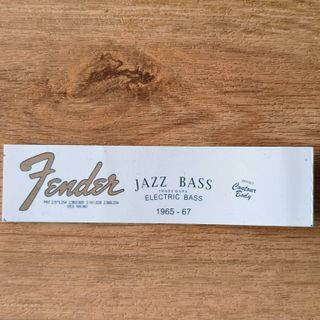 Fender
JAZZ BASS
TRADE MARK
ELECTRIC BASS
1965 - 67
Contour
Body